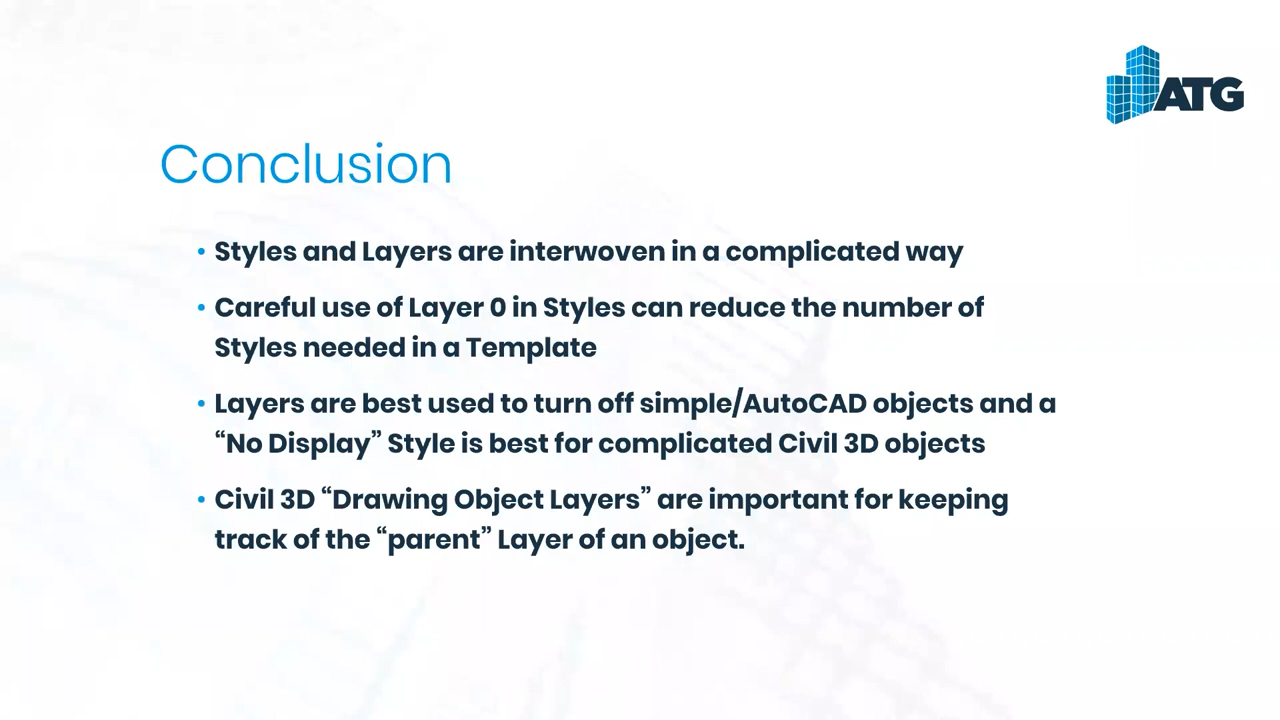 ATG
Conclusion
• Styles and Layers are interwoven in a complicated way
• Careful use of Layer 0 in Styles can reduce the number of
Styles needed in a Template
• Layers are best used to turn off simple/AutoCAD objects and a
“No Display” Style is best for complicated Civil 3D objects
• Civil 3D “Drawing Object Layers” are important for keeping
track of the “parent” Layer of an object.